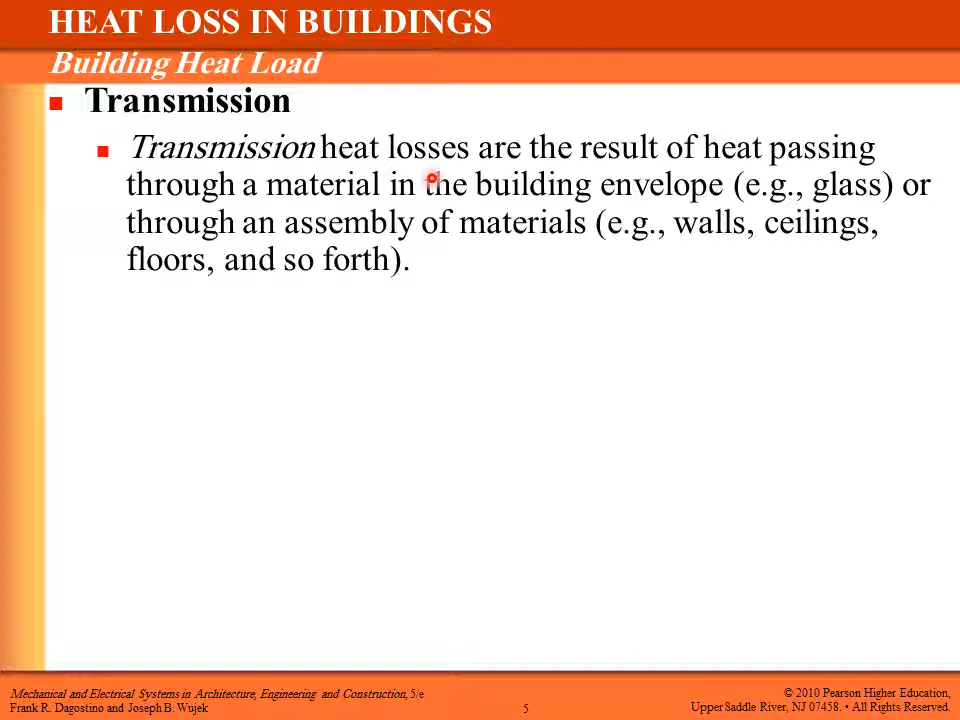 HEAT LOSS IN BUILDINGS
Building Heat Load
Transmission
Transmission heat losses are the result of heat passing
through a material in the building envelope (e.g., glass) or
through an assembly of materials (e.g., walls, ceilings,
floors, and so forth).
Mechanical and Electrical Systems in Architecture, Engineering and Construction, 5/e
Frank R. Dagostino and Joseph B. Wujek
5
© 2010 Pearson Higher Education,
Upper Saddle River, NJ 07458. • All Rights Reserved.